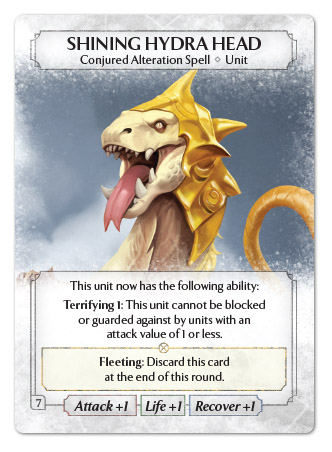 SHINING HYDRA HEAD
Conjured Alteration Spell ⟡ Unit
This unit now has the following ability:
Terrifying 1: This unit cannot be blocked
or guarded against by units with an
attack value of 1 or less.
Fleeting: Discard this card
at the end of this round.
7 Attack +1 Life +1 Recover +1